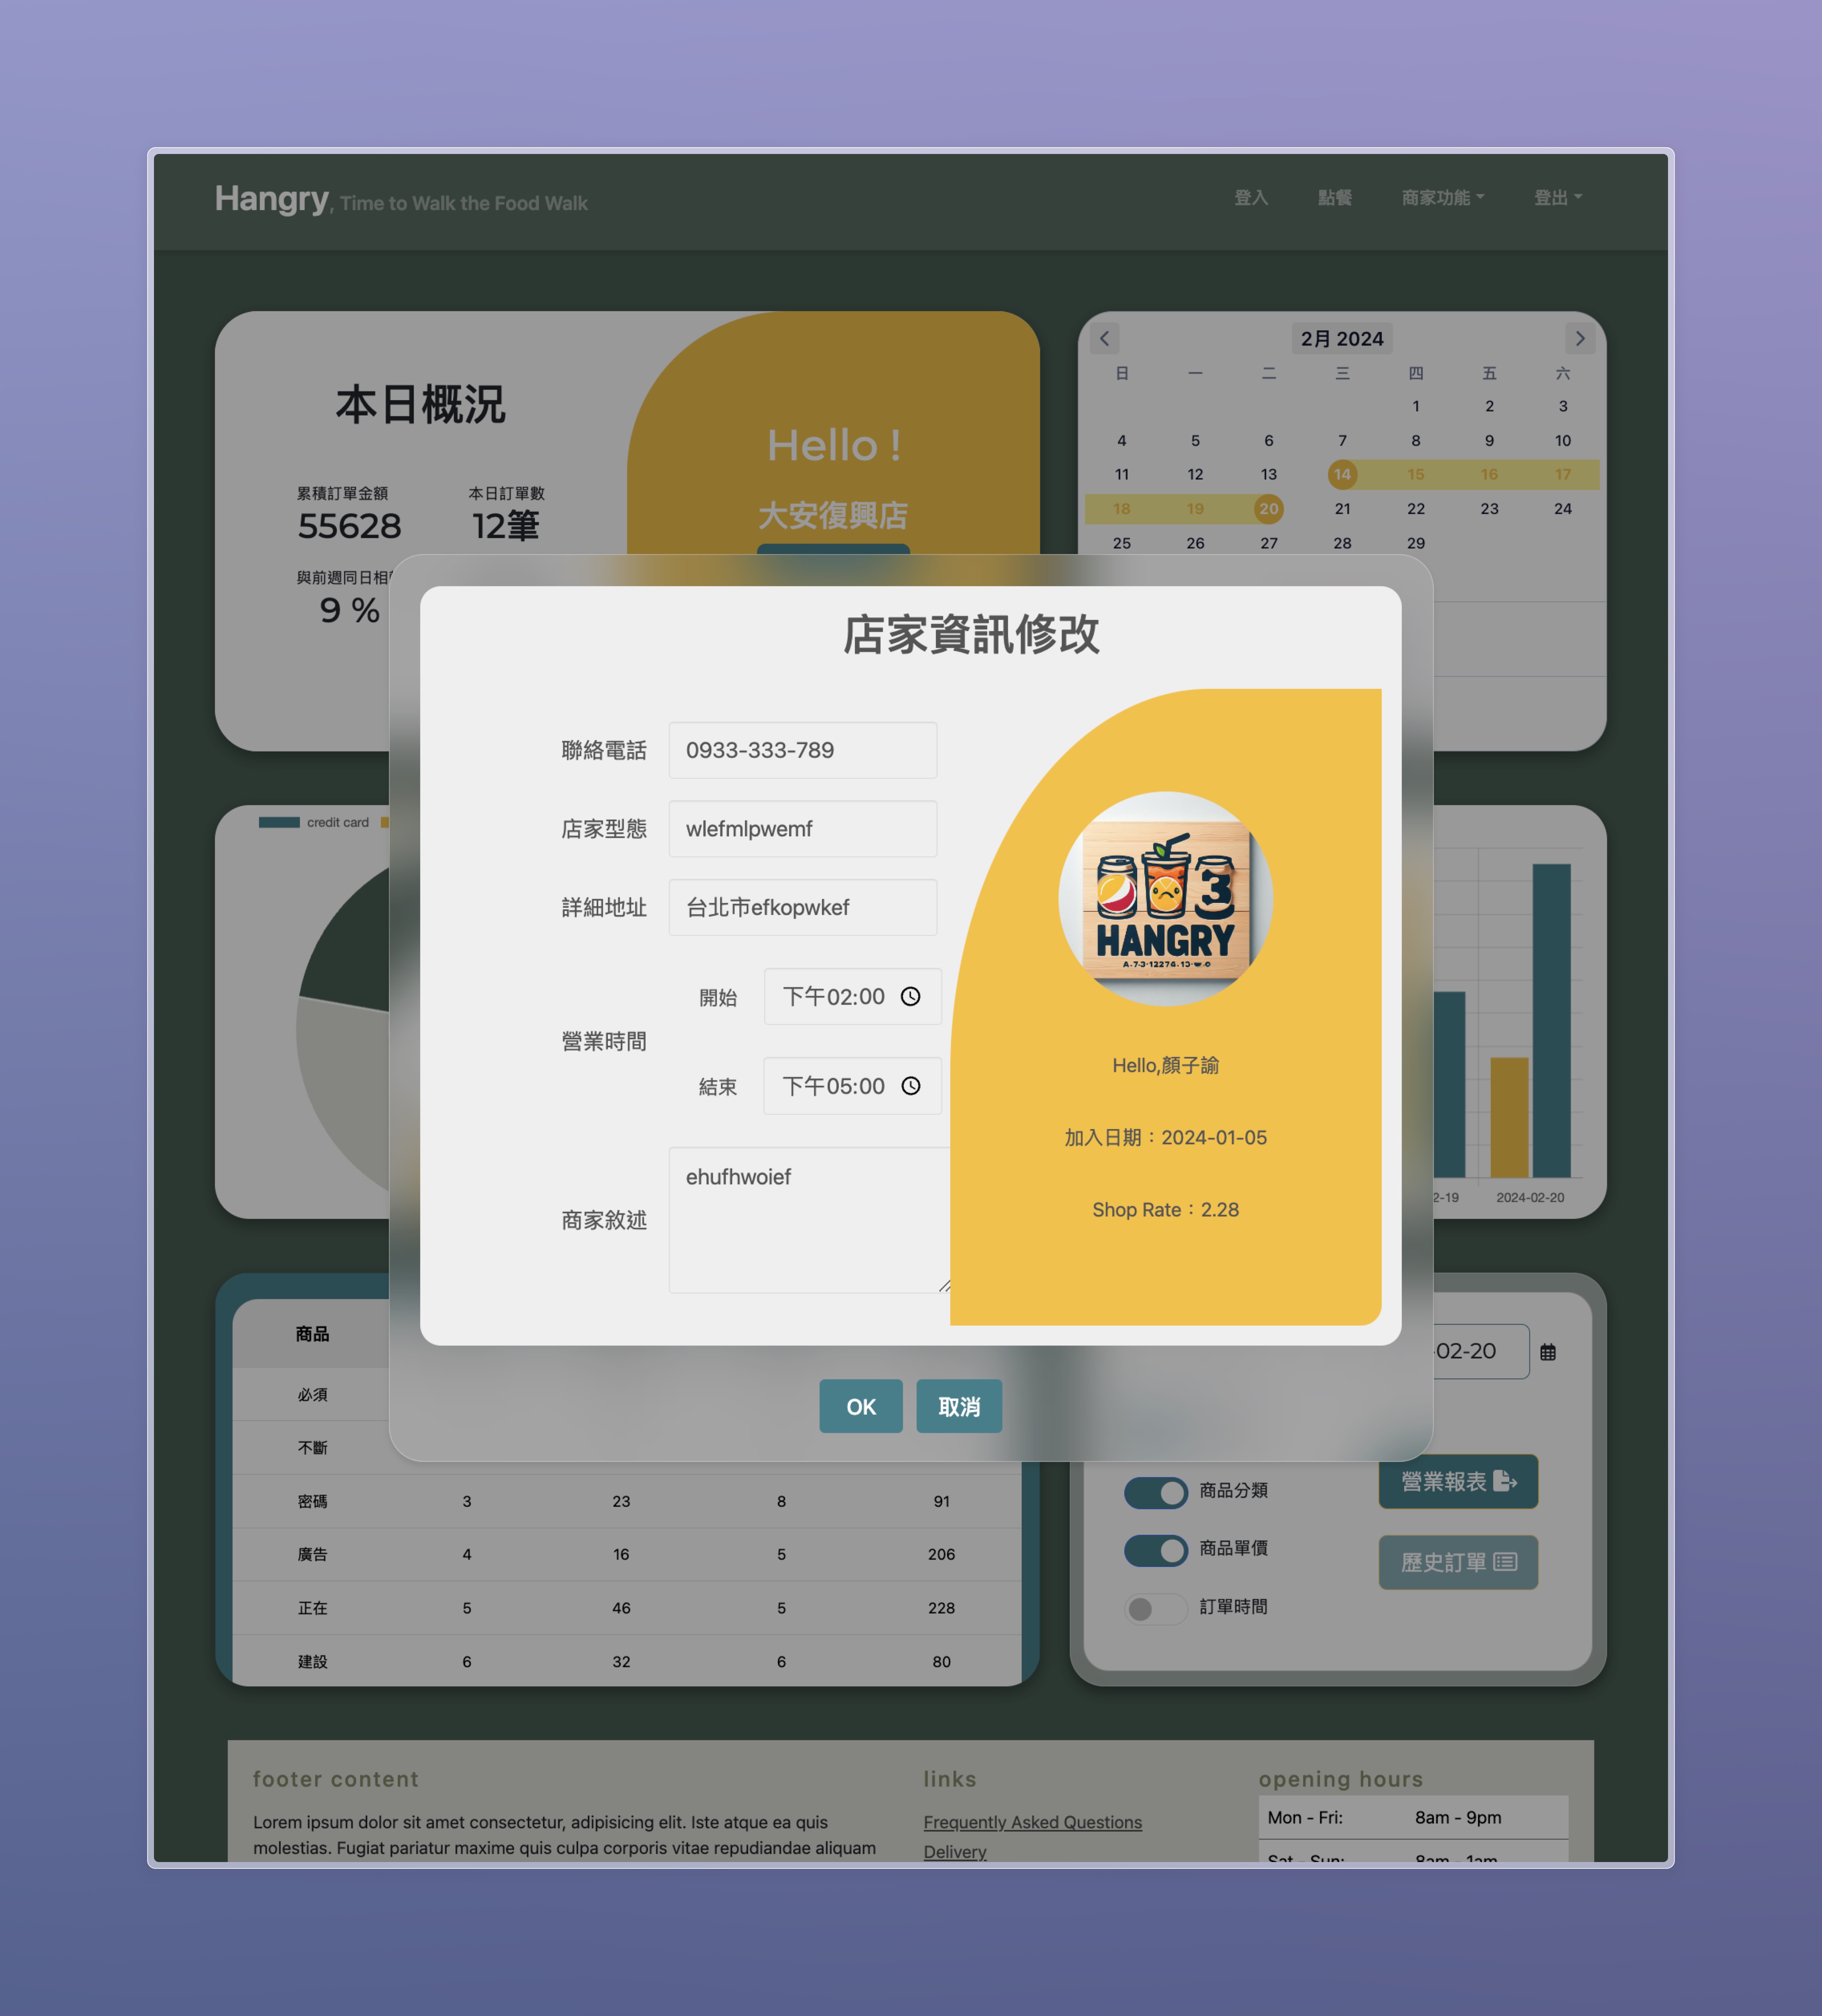 Hangry, Time to Walk the Food Walk
登入 點餐 商家功能 登出
本日概況
累積訂單金額 本日訂單數
55628 12筆
與前週同日相
9 %
Hello !
大安復興店
2月 2024
日 一 二 三 四 五 六
1 2 3
4 5 6 7 8 9 10
11 12 13 14 15 16 17
18 19 20 21 22 23 24
25 26 27 28 29
店家資訊修改
聯絡電話 0933-333-789
店家型態 wlefmlpwemf
詳細地址 台北市efkopwkef
營業時間
開始 下午02:00
結束 下午05:00
商家敘述 ehufhwoief
3
HANGRY
Hello,顏子諭
加入日期：2024-01-05
Shop Rate：2.28
OK 取消
credit card
2-19 2024-02-20
商品
必須
不斷
密碼 3 23 8 91
廣告 4 16 5 206
正在 5 46 5 228
建設 6 32 6 80
-02-20
商品分類
商品單價
訂單時間
營業報表
歷史訂單
footer content
Lorem ipsum dolor sit amet consectetur, adipisicing elit. Iste atque ea quis
molestias. Fugiat pariatur maxime quis culpa corporis vitae repudiandae aliquam
links
Frequently Asked Questions
Delivery
opening hours
Mon - Fri: 8am - 9pm
Sat - Sun: 8am - 1am